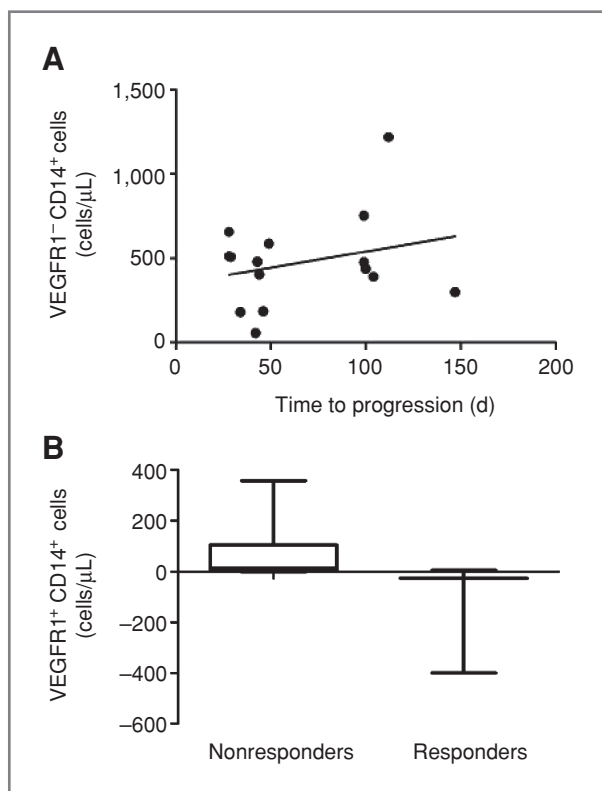 A
VEGFR1⁻ CD14⁺ cells
(cells/μL)
1,500
1,000
500
0
0 50 100 150 200
Time to progression (d)
B
VEGFR1⁺ CD14⁺ cells
(cells/μL)
400
200
0
−200
−400
−600
Nonresponders Responders